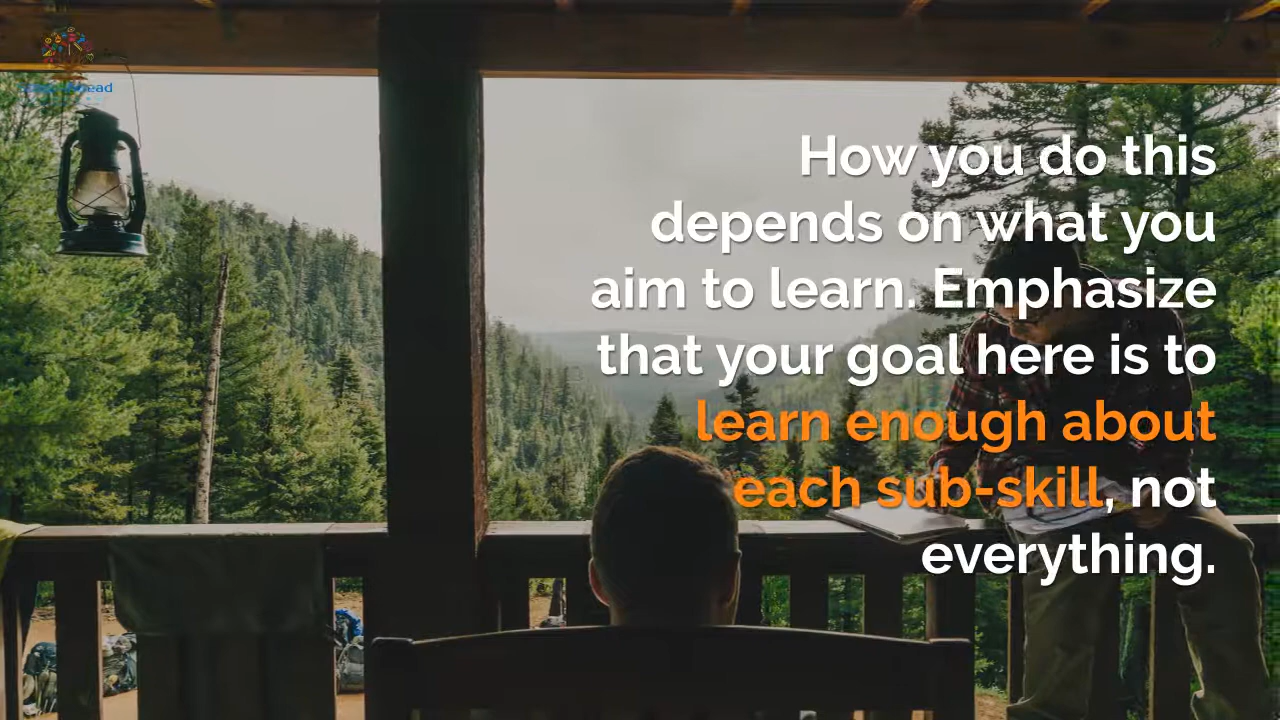 How you do this
depends on what you
aim to learn. Emphasize
that your goal here is to
learn enough about
each sub-skill, not
everything.